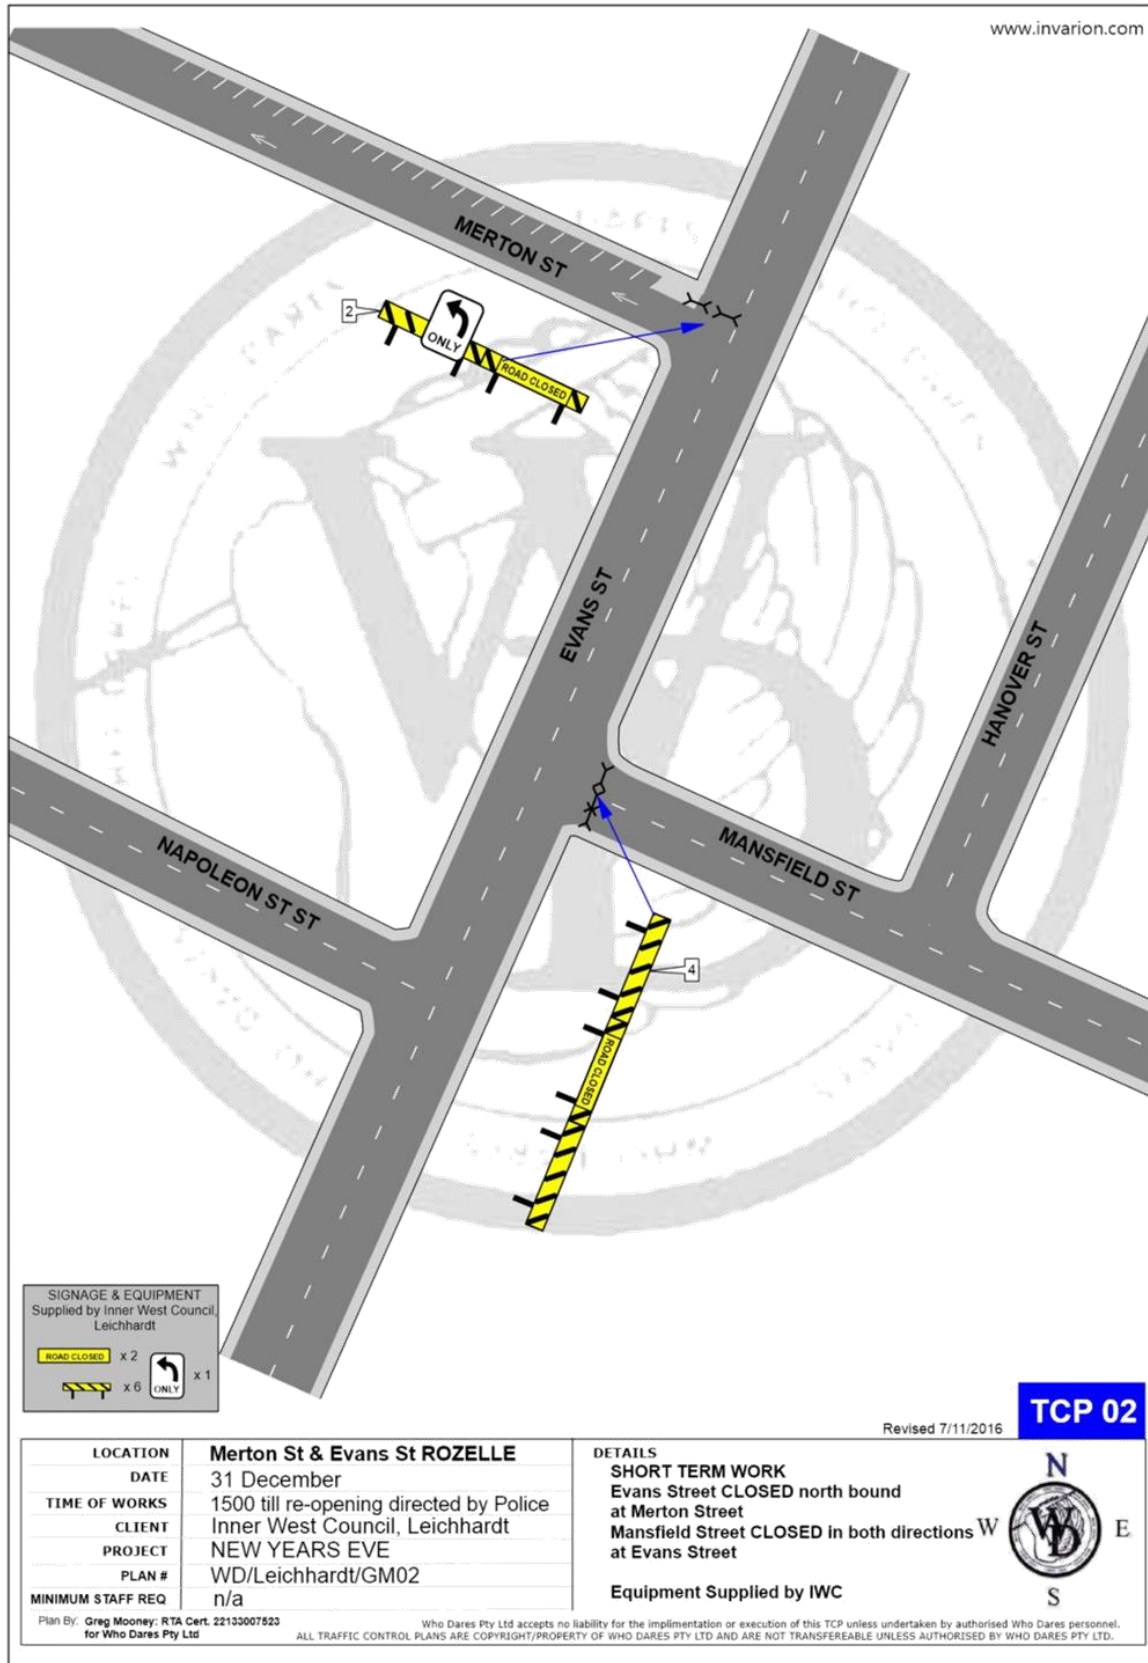 www.invarion.com
MERTON ST
2
ONLY
ROAD CLOSED
EVANS ST
HANOVER ST
MANSFIELD ST
NAPOLEON ST ST
4
ROAD CLOSED
SIGNAGE & EQUIPMENT
Supplied by Inner West Council,
Leichhardt
ROAD CLOSED x 2
x 6 ONLY x 1
Revised 7/11/2016
TCP 02
LOCATION Merton St & Evans St ROZELLE
DATE 31 December
TIME OF WORKS 1500 till re-opening directed by Police
CLIENT Inner West Council, Leichhardt
PROJECT NEW YEARS EVE
PLAN # WD/Leichhardt/GM02
MINIMUM STAFF REQ n/a
DETAILS
SHORT TERM WORK
Evans Street CLOSED north bound
at Merton Street
Mansfield Street CLOSED in both directions
at Evans Street
Equipment Supplied by IWC
N
W WD E
S
Plan By: Greg Mooney: RTA Cert. 22133007523
for Who Dares Pty Ltd
Who Dares Pty Ltd accepts no liability for the implimentation or execution of this TCP unless undertaken by authorised Who Dares personnel.
ALL TRAFFIC CONTROL PLANS ARE COPYRIGHT/PROPERTY OF WHO DARES PTY LTD AND ARE NOT TRANSFEREABLE UNLESS AUTHORISED BY WHO DARES PTY LTD.